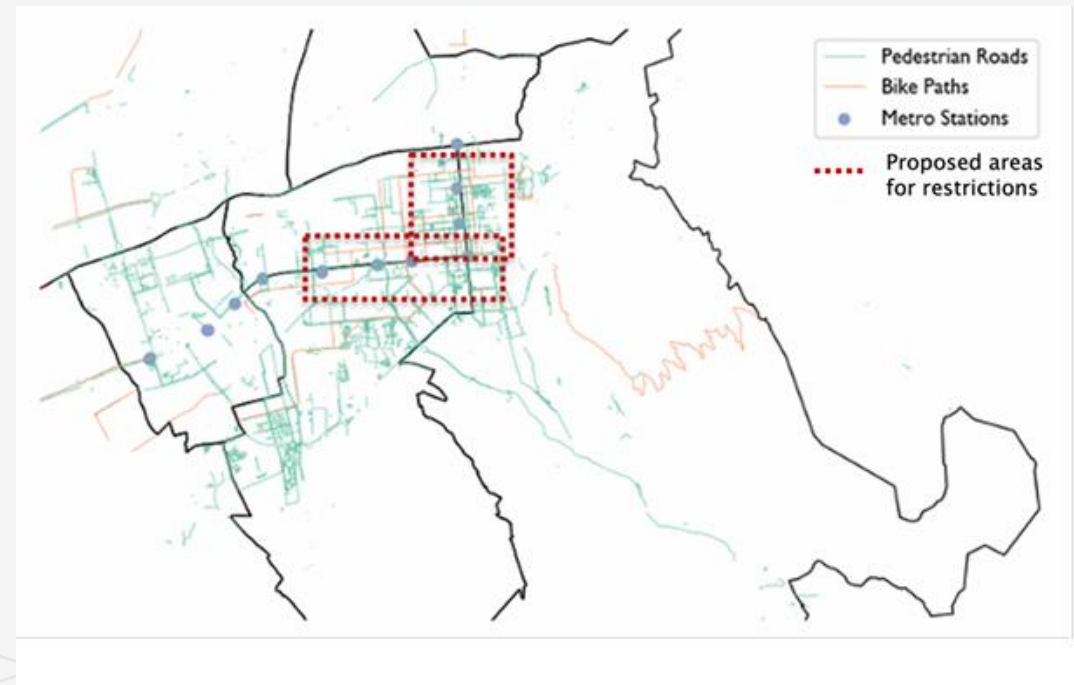 Pedestrian Roads
Bike Paths
Metro Stations
Proposed areas
for restrictions